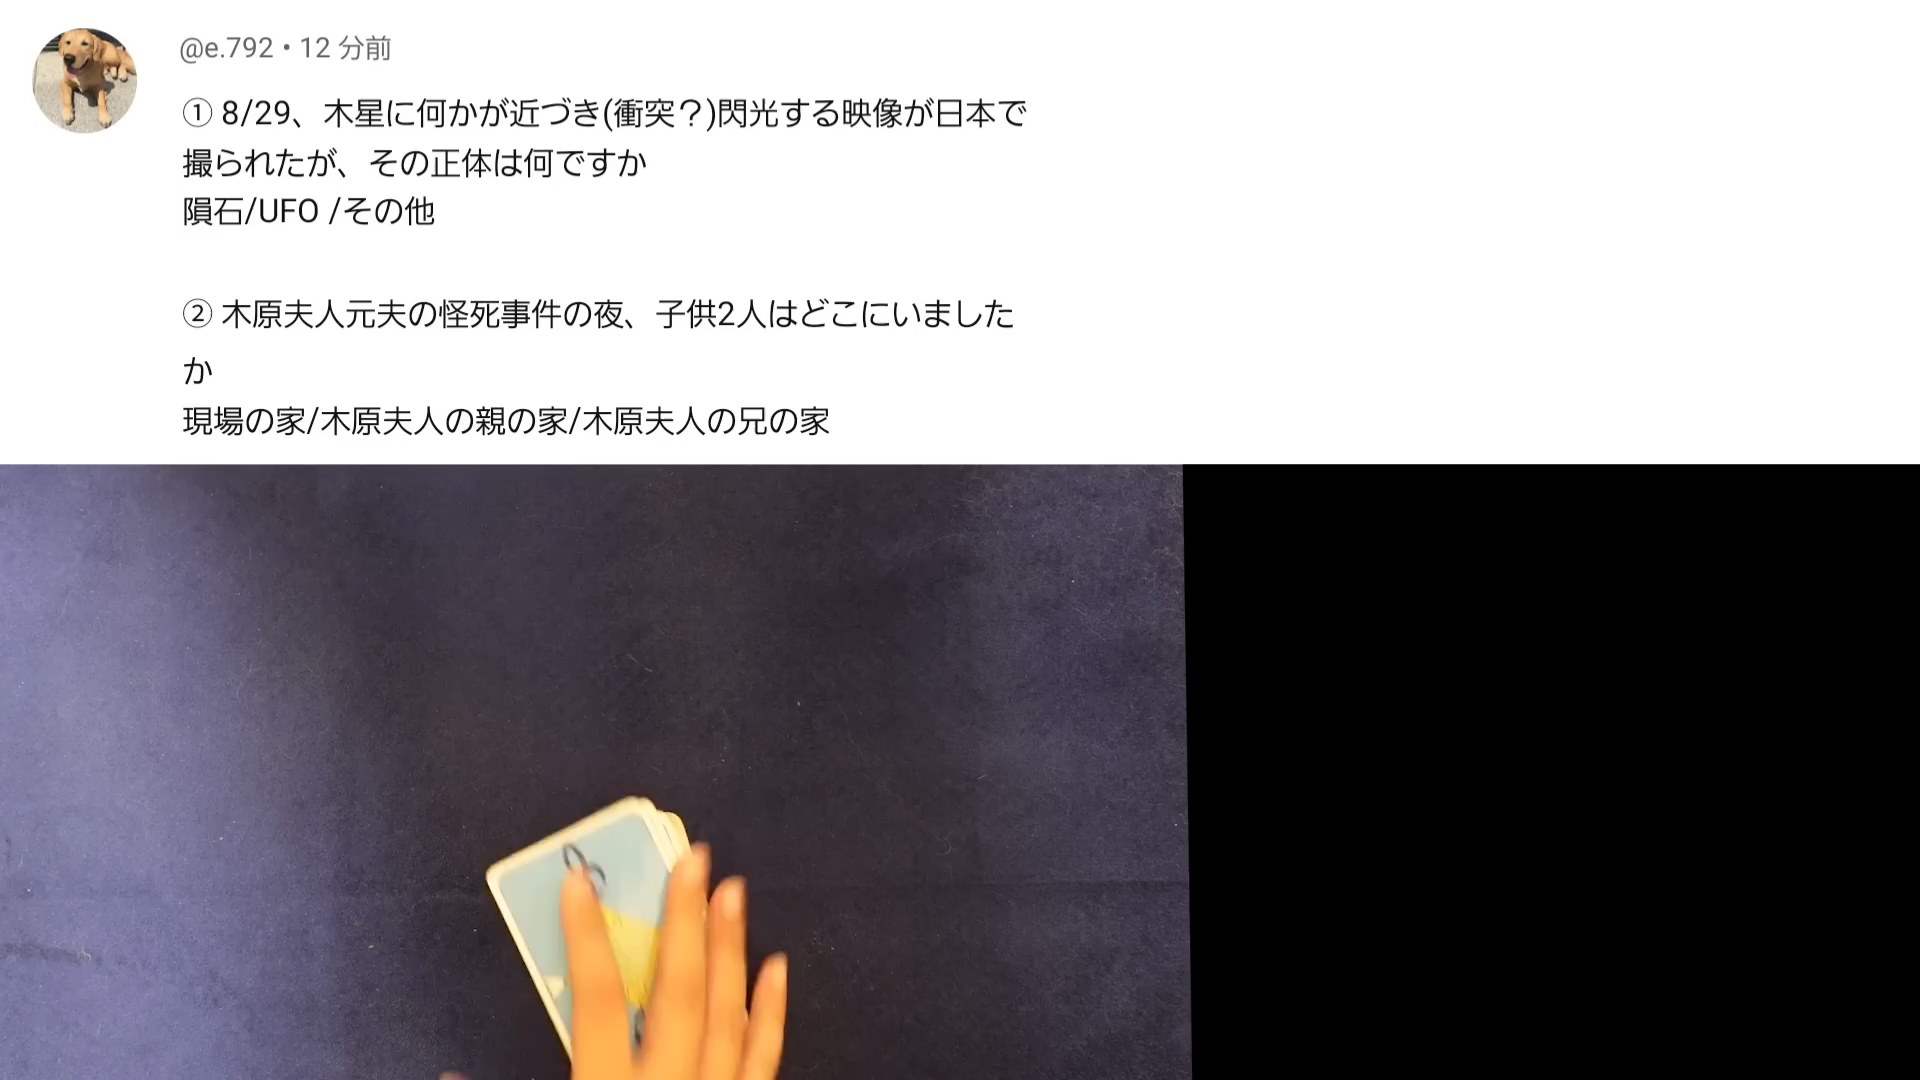 @e.792・12 分前
① 8/29、木星に何かが近づき(衝突？)閃光する映像が日本で
撮られたが、その正体は何ですか
隕石/UFO /その他
② 木原夫人元夫の怪死事件の夜、子供2人はどこにいました
か
現場の家/木原夫人の親の家/木原夫人の兄の家